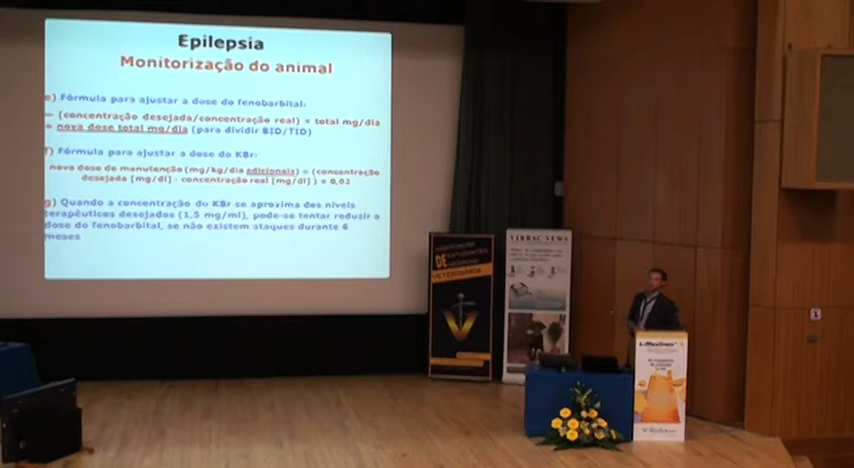 Epilepsia
Monitorização do animal
e) Fórmula para ajustar a dose do fenobarbital:
= (concentração desejada/concentração real) × total mg/dia
= nova dose total mg/dia (para dividir BID/TID)
f) Fórmula para ajustar a dose do KBr:
nova dose de manutenção (mg/kg/dia adicionais) = (concentração
desejada [mg/dl] - concentração real [mg/dl] ) × 0,02
g) Quando a concentração do KBr se aproxima dos níveis
terapêuticos desejados (1,5 mg/ml), pode-se tentar reduzir a
dose do fenobarbital, se não existem ataques durante 6
meses
DE ESTUDANTES
VETERINÁRIA
V
VIRBAC NEWS